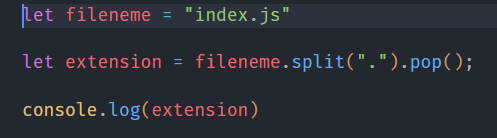 let fileneme = "index.js"
let extension = fileneme.split(".").pop();
console.log(extension)